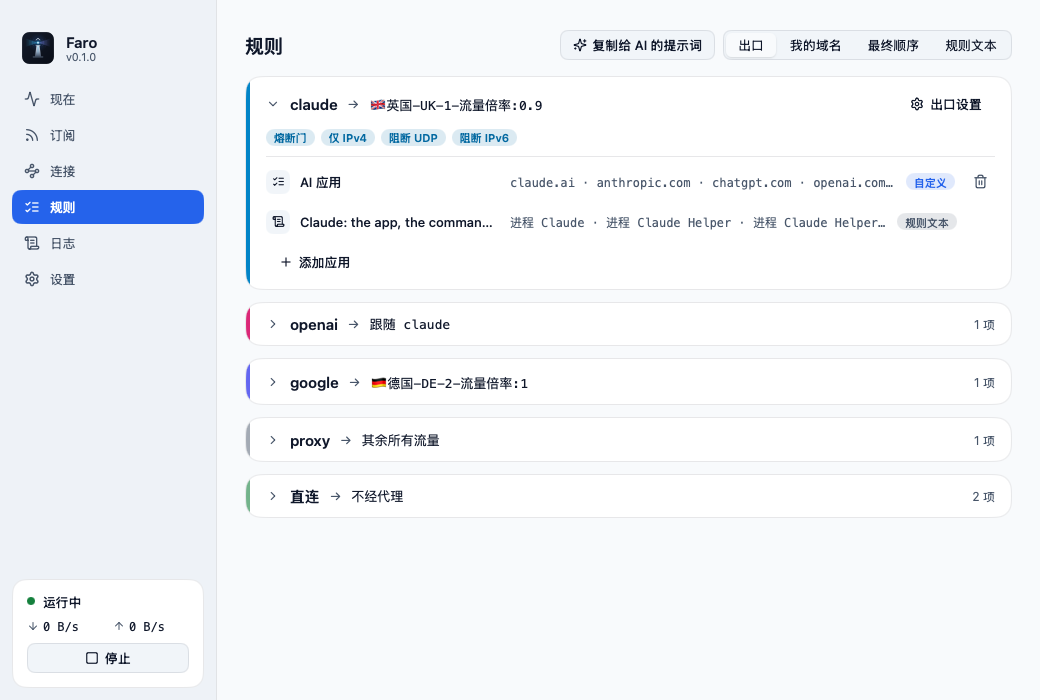 Faro
v0.1.0
现在
订阅
连接
规则
日志
设置
运行中
↓ 0 B/s ↑ 0 B/s
停止
规则
复制给 AI 的提示词
出口 我的域名 最终顺序 规则文本
claude → 🇬🇧英国-UK-1-流量倍率:0.9 出口设置
熔断门 仅 IPv4 阻断 UDP 阻断 IPv6
AI 应用 claude.ai · anthropic.com · chatgpt.com · openai.com… 自定义
Claude: the app, the comman... 进程 Claude · 进程 Claude Helper · 进程 Claude Helper… 规则文本
+ 添加应用
openai → 跟随 claude 1 项
google → 🇩🇪德国-DE-2-流量倍率:1 1 项
proxy → 其余所有流量 1 项
直连 → 不经代理 2 项